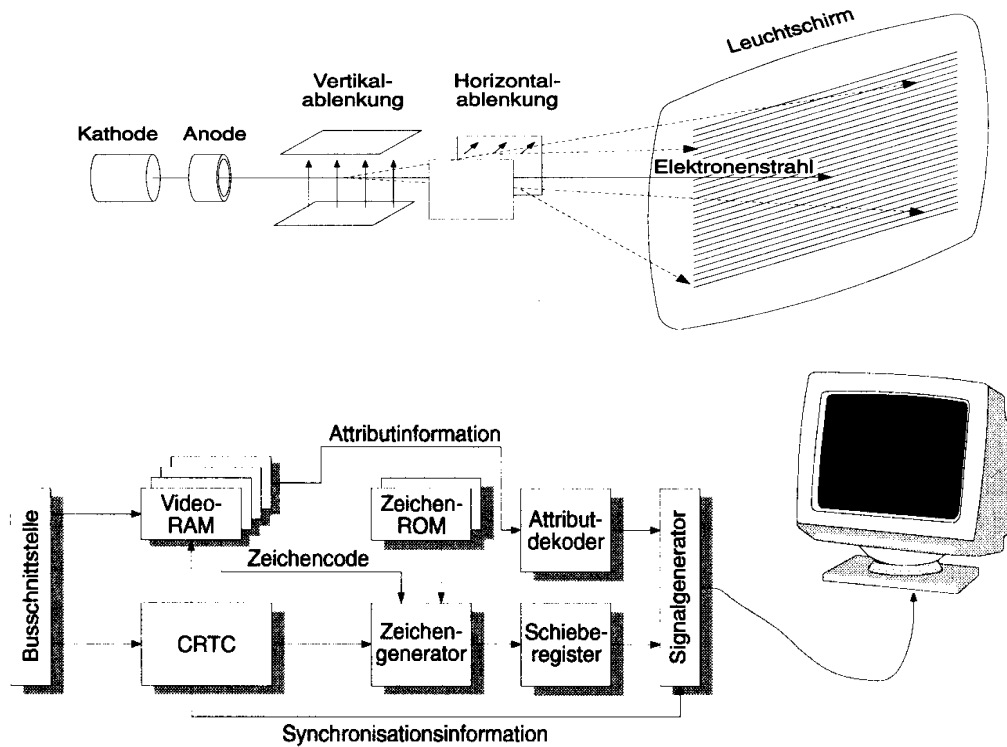 Leuchtschirm
Vertikal-
ablenkung
Horizontal-
ablenkung
Kathode
Anode
Elektronenstrahl
Attributinformation
Busschnittstelle
Video-
RAM
Zeichen-
ROM
Attribut-
dekoder
Signalgenerator
Zeichencode
CRTC
Zeichen-
generator
Schiebe-
register
Synchronisationsinformation